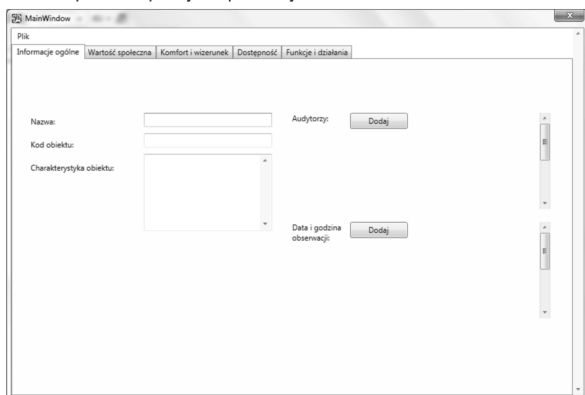 MainWindow
Plik
Informacje ogólne Wartość społeczna Komfort i wizerunek Dostępność Funkcje i działania
Nazwa: Audytorzy: Dodaj
Kod obiektu:
Charakterystyka obiektu:
Data i godzina obserwacji: Dodaj